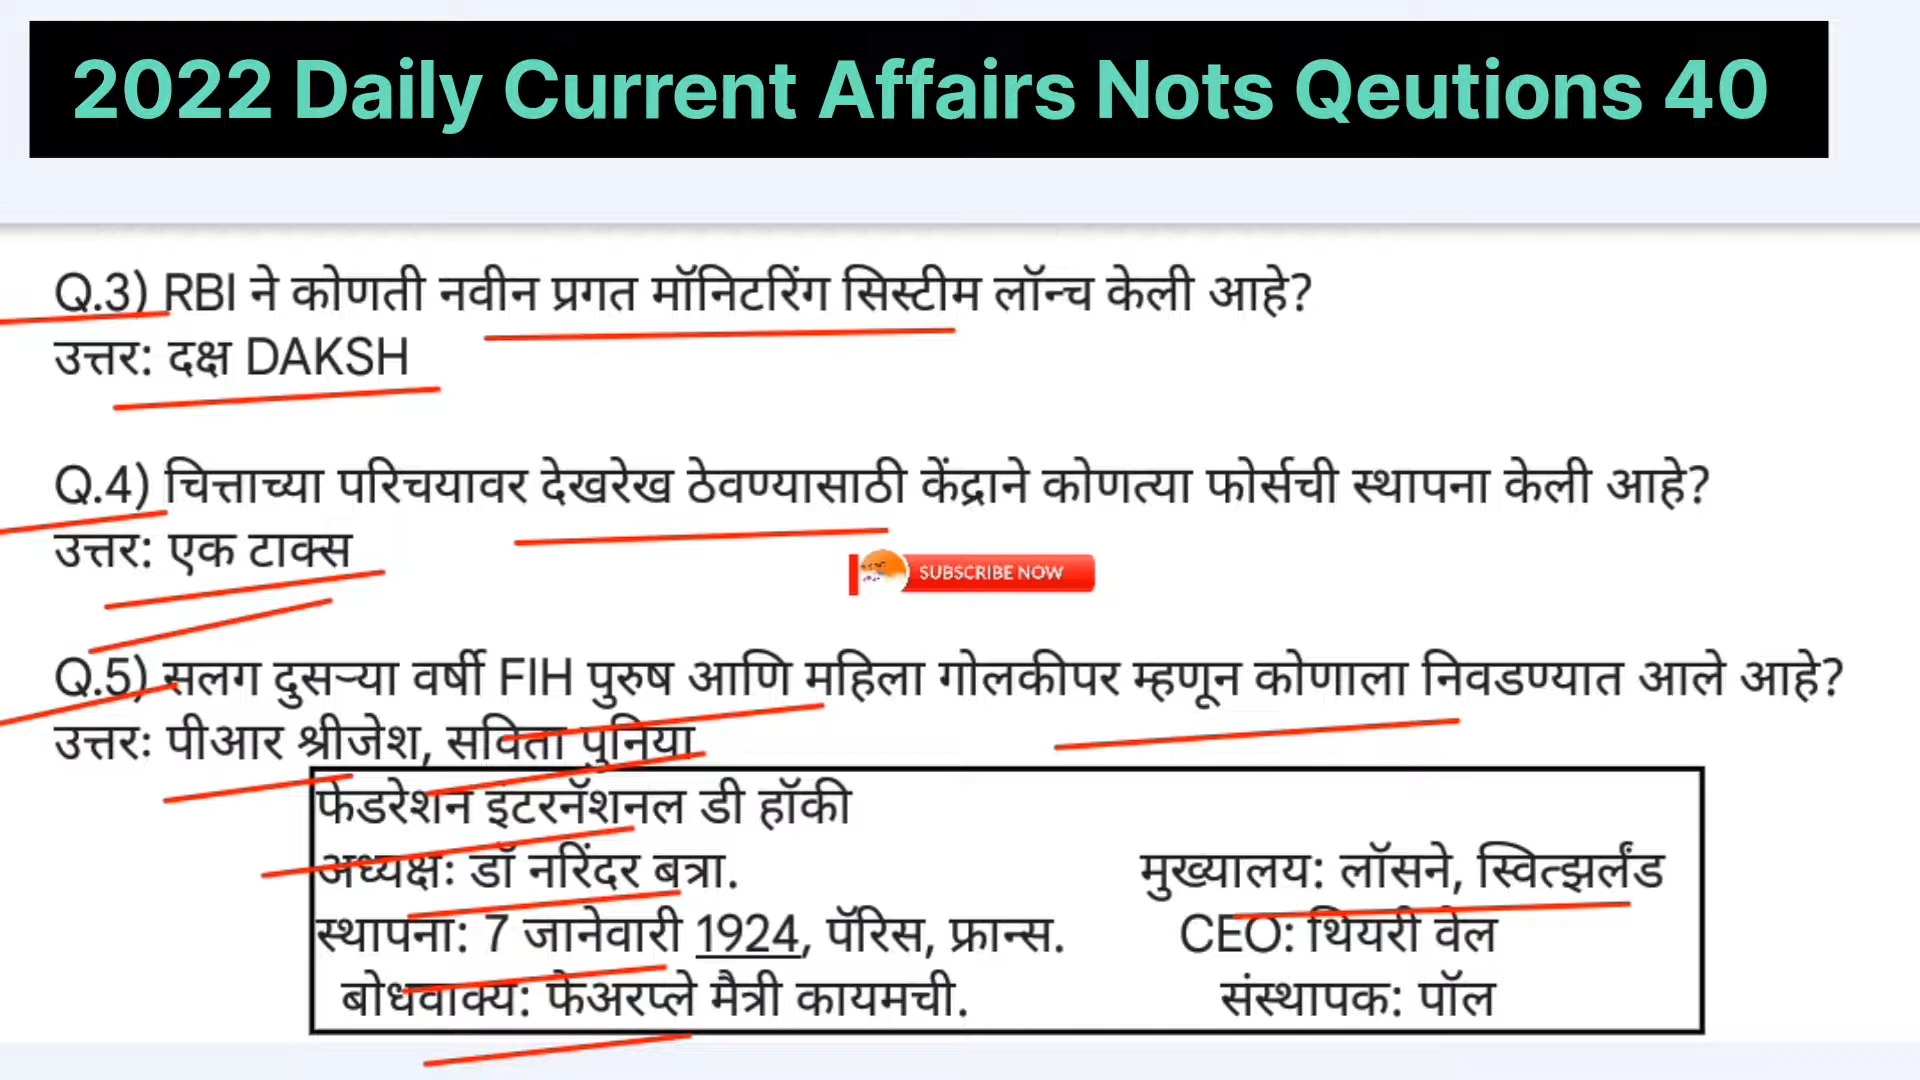 2022 Daily Current Affairs Nots Qeutions 40
Q.3) RBI ने कोणती नवीन प्रगत मॉनिटरिंग सिस्टीम लॉन्च केली आहे?
उत्तर: दक्ष DAKSH
Q.4) चित्ताच्या परिचयावर देखरेख ठेवण्यासाठी केंद्राने कोणत्या फोर्सची स्थापना केली आहे?
उत्तर: एक टाक्स
SUBSCRIBE NOW
Q.5) सलग दुसऱ्या वर्षी FIH पुरुष आणि महिला गोलकीपर म्हणून कोणाला निवडण्यात आले आहे?
उत्तर: पीआर श्रीजेश, सविता पुनिया
फेडरेशन इटरनॅशनल डी हॉकी
अध्यक्ष: डॉ नरिंदर बत्रा. मुख्यालय: लॉसने, स्वित्झर्लंड
स्थापना: 7 जानेवारी 1924, पॅरिस, फ्रान्स. CEO: थियरी वेल
बोधवाक्य: फेअरप्ले मैत्री कायमची. संस्थापक: पॉल